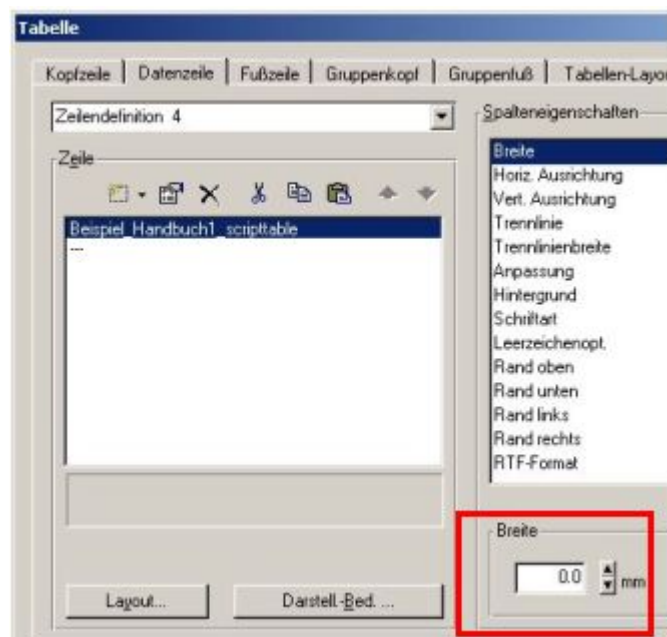 Tabelle
Kopfzeile Datenzeile Fußzeile Gruppenkopf Gruppenfuß Tabellen-Layou
Zeilendefinition 4
Zeile
Beispiel_Handbuch1_scripttable
---
Layout...
Darstell.-Bed. ...
Spalteneigenschaften
Breite
Horiz. Ausrichtung
Vert. Ausrichtung
Trennlinie
Trennlinienbreite
Anpassung
Hintergrund
Schriftart
Leerzeichenopt.
Rand oben
Rand unten
Rand links
Rand rechts
RTF-Format
Breite
0.0 mm